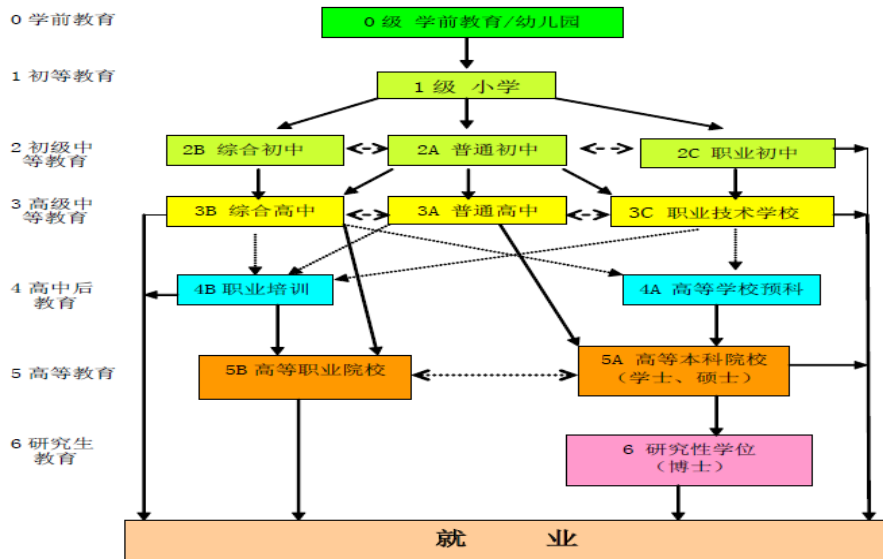 0 学前教育
0 级 学前教育/幼儿园
1 初等教育
1 级 小学
2 初级中
等教育
2B 综合初中
2A 普通初中
2C 职业初中
3 高级中
等教育
3B 综合高中
3A 普通高中
3C 职业技术学校
4 高中后
教育
4B 职业培训
4A 高等学校预科
5 高等教育
5B 高等职业院校
5A 高等本科院校
（学士、硕士）
6 研究生
教育
6 研究性学位
（博士）
就 业